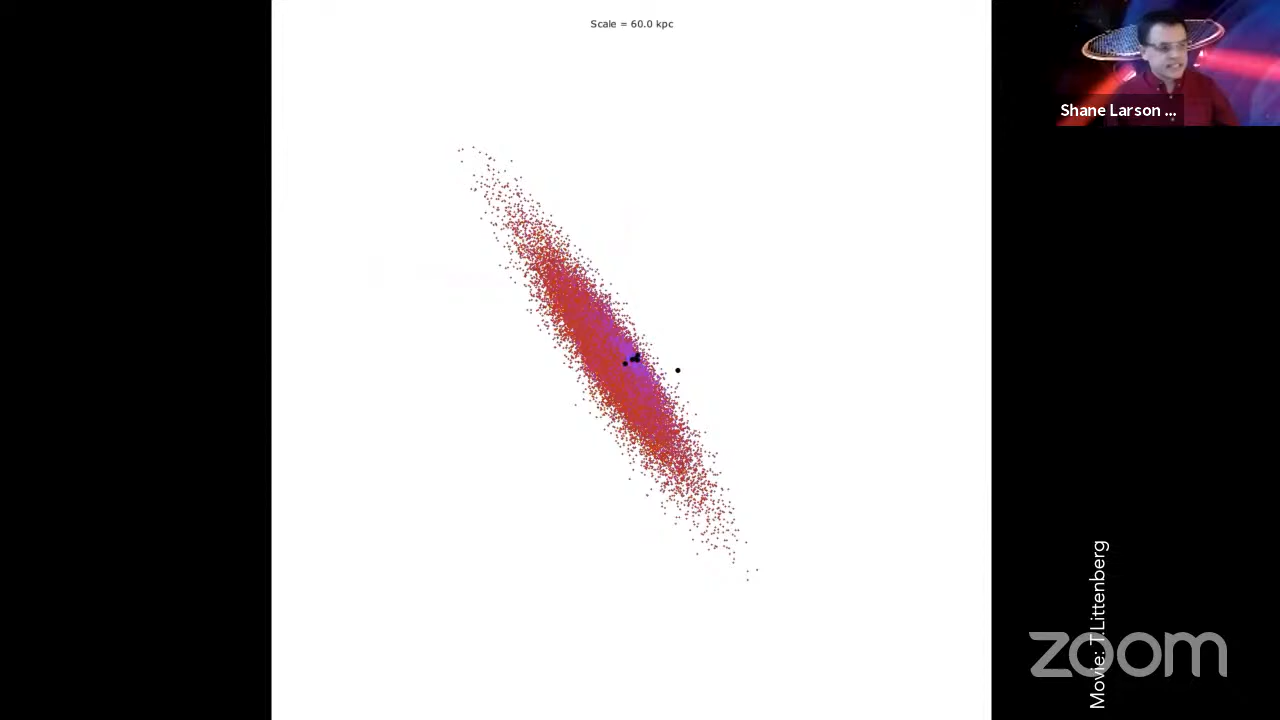 Scale = 60.0 kpc
Shane Larson ...
Movie: T.Littenberg
zoom